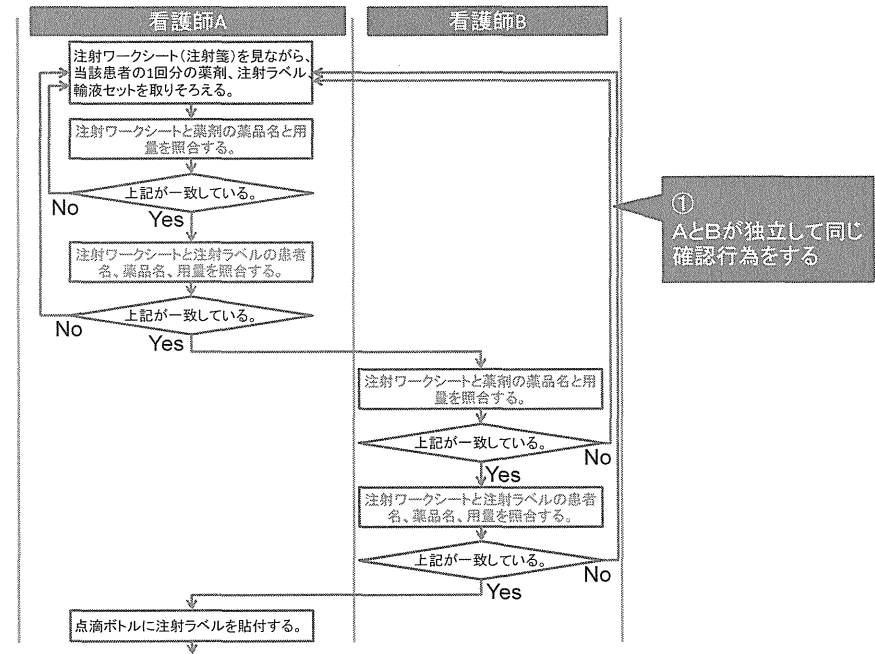 看護師A
看護師B
注射ワークシート(注射箋)を見ながら、
当該患者の1回分の薬剤、注射ラベル、
輸液セットを取りそろえる。
注射ワークシートと薬剤の薬品名と用
量を照合する。
上記が一致している。
No
Yes
注射ワークシートと注射ラベルの患者
名、薬品名、用量を照合する。
上記が一致している。
No
Yes
注射ワークシートと薬剤の薬品名と用
量を照合する。
上記が一致している。
No
Yes
注射ワークシートと注射ラベルの患者
名、薬品名、用量を照合する。
上記が一致している。
No
Yes
点滴ボトルに注射ラベルを貼付する。
①
AとBが独立して同じ
確認行為をする